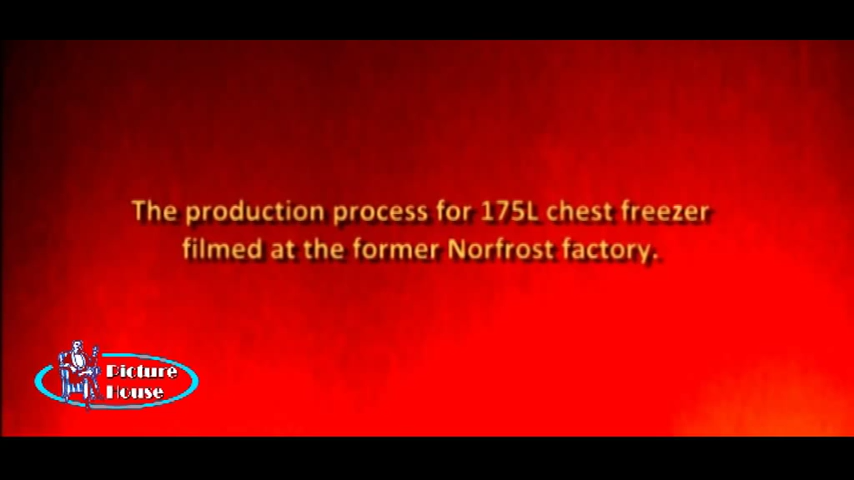 The production process for 175L chest freezer
filmed at the former Norfrost factory.
Picture
House